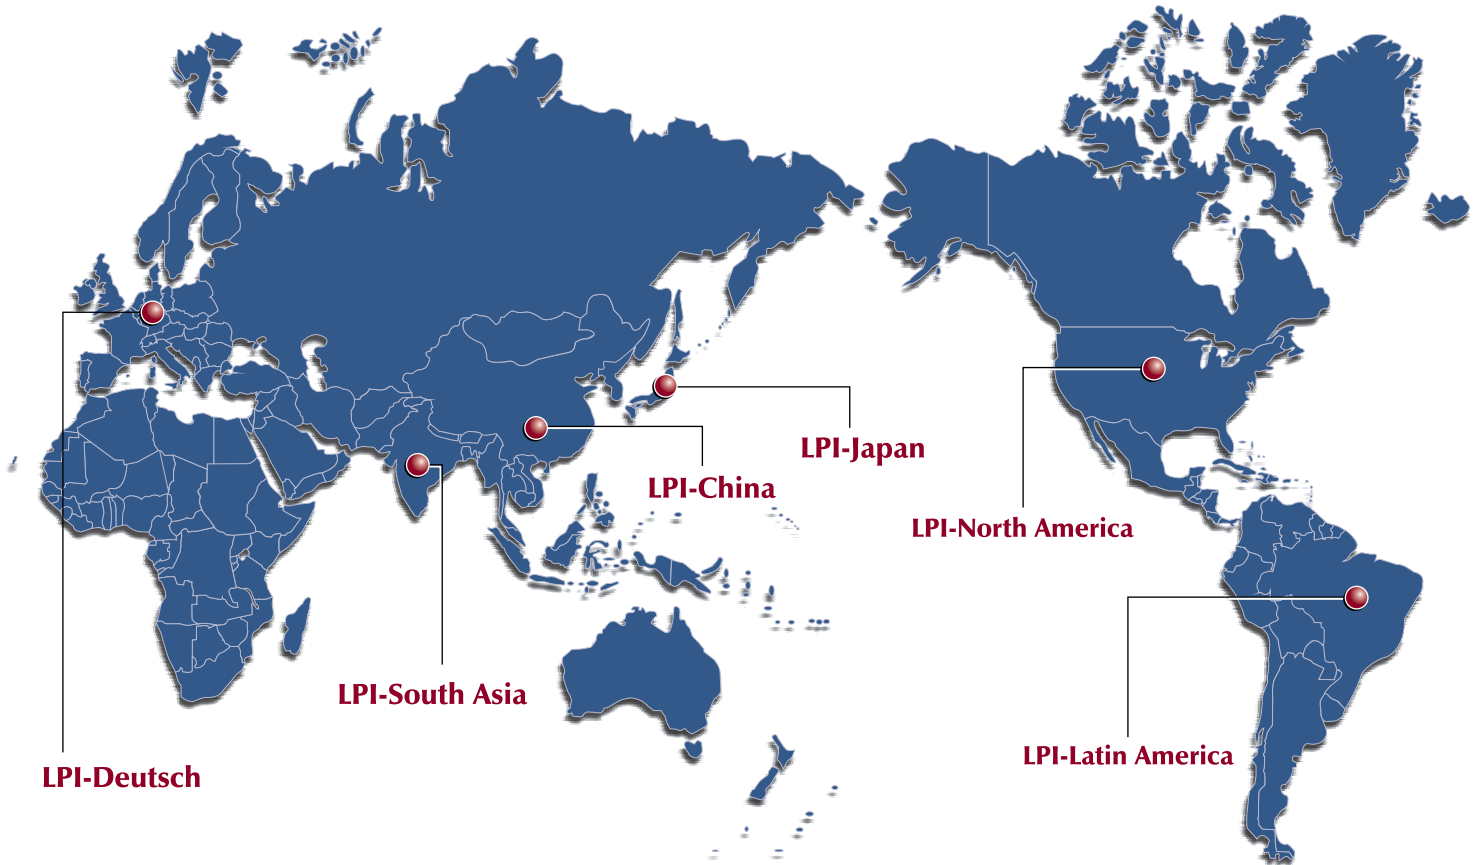 LPI-Japan
LPI-China
LPI-North America
LPI-South Asia
LPI-Latin America
LPI-Deutsch